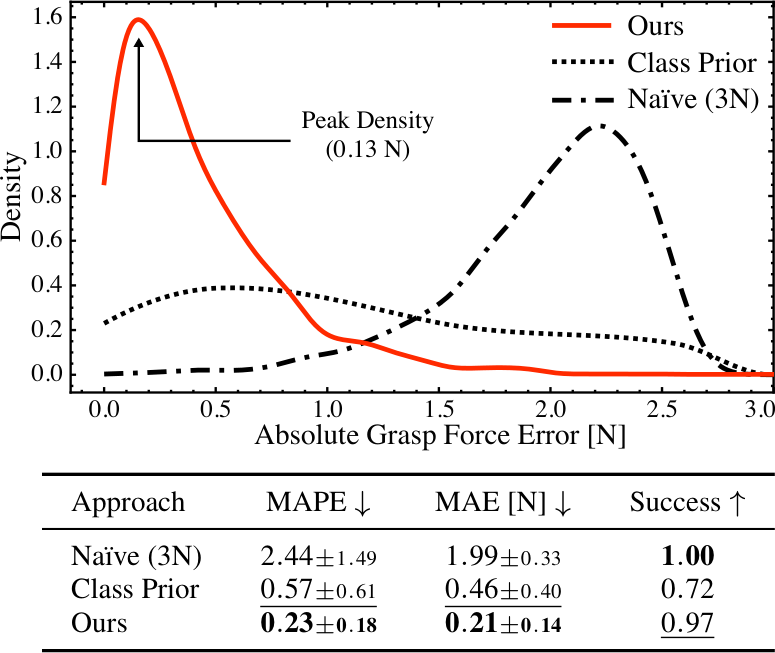 Ours
Class Prior
Naïve (3N)
Peak Density
(0.13 N)
Density
1.6
1.4
1.2
1.0
0.8
0.6
0.4
0.2
0.0
0.0 0.5 1.0 1.5 2.0 2.5 3.0
Absolute Grasp Force Error [N]
Approach MAPE ↓ MAE [N] ↓ Success ↑
Naïve (3N) 2.44±1.49 1.99±0.33 1.00
Class Prior 0.57±0.61 0.46±0.40 0.72
Ours 0.23±0.18 0.21±0.14 0.97